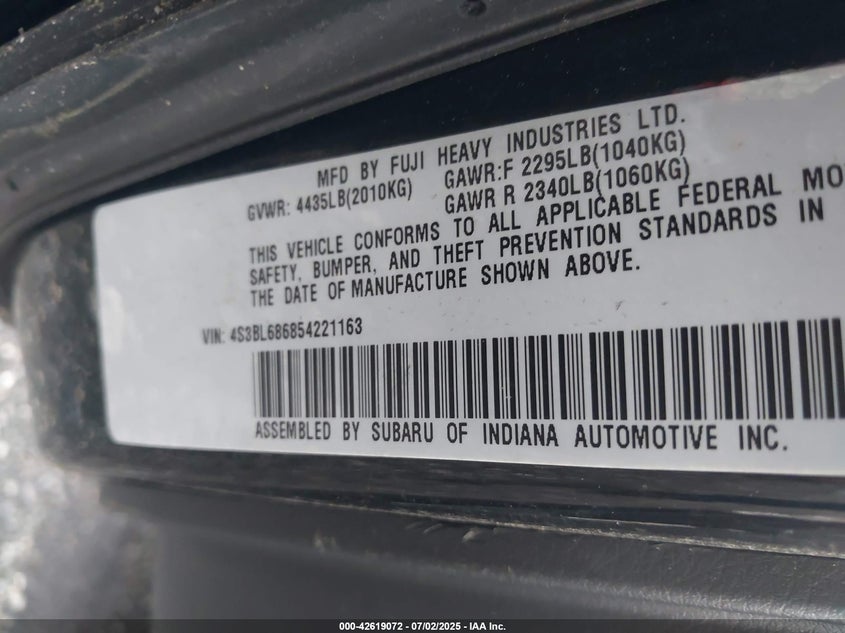 MFD BY FUJI HEAVY INDUSTRIES LTD.
GVWR: 4435LB(2010KG) GAWR:F 2295LB(1040KG)
GAWR R 2340LB(1060KG)
THIS VEHICLE CONFORMS TO ALL APPLICABLE FEDERAL MO
SAFETY, BUMPER, AND THEFT PREVENTION STANDARDS IN
THE DATE OF MANUFACTURE SHOWN ABOVE.
VIN: 4S3BL686854221163
ASSEMBLED BY SUBARU OF INDIANA AUTOMOTIVE INC.
000-42619072 - 07/02/2025 - IAA Inc.